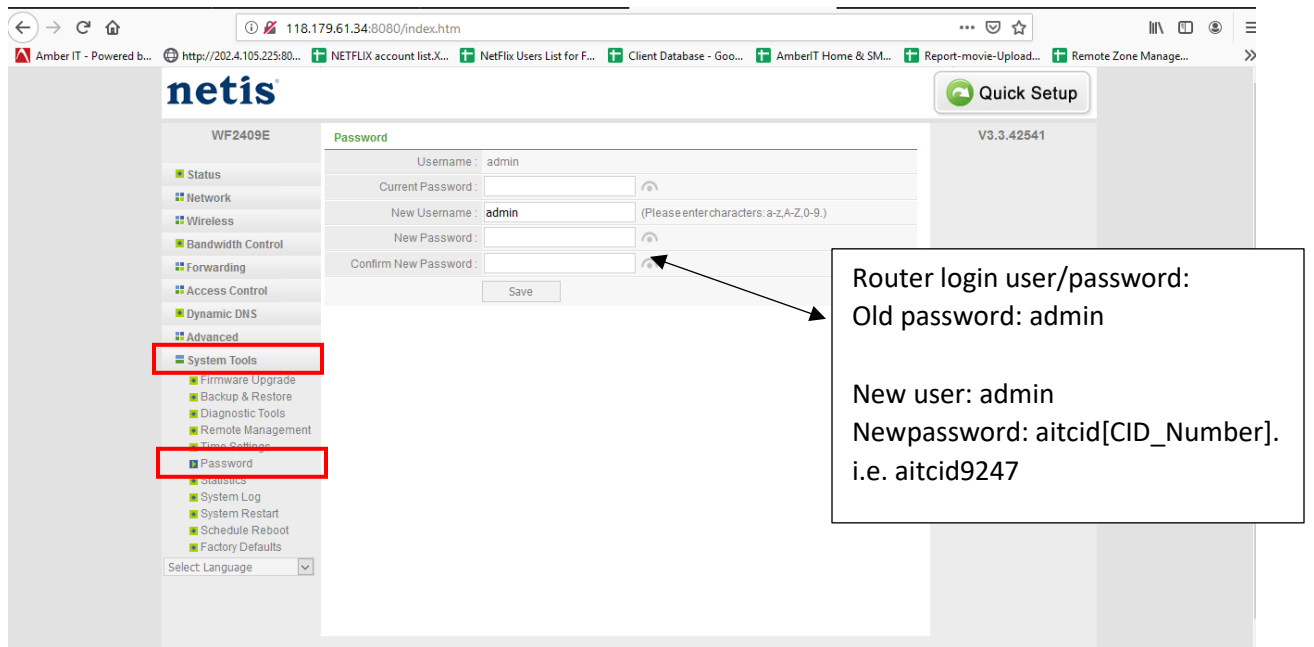 118.179.61.34:8080/index.htm
Amber IT - Powered b... http://202.4.105.225:80... NETFLIX account list.X... NetFlix Users List for F... Client Database - Goo... AmberIT Home & SM... Report-movie-Upload... Remote Zone Manage...
netis
Quick Setup
WF2409E
V3.3.42541
Status
Network
Wireless
Bandwidth Control
Forwarding
Access Control
Dynamic DNS
Advanced
System Tools
Firmware Upgrade
Backup & Restore
Diagnostic Tools
Remote Management
Time Settings
Password
Statistics
System Log
System Restart
Schedule Reboot
Factory Defaults
Select Language
Password
Username : admin
Current Password :
New Username : admin (Please enter characters: a-z,A-Z,0-9.)
New Password :
Confirm New Password :
Save
Router login user/password:
Old password: admin
New user: admin
Newpassword: aitcid[CID_Number].
i.e. aitcid9247